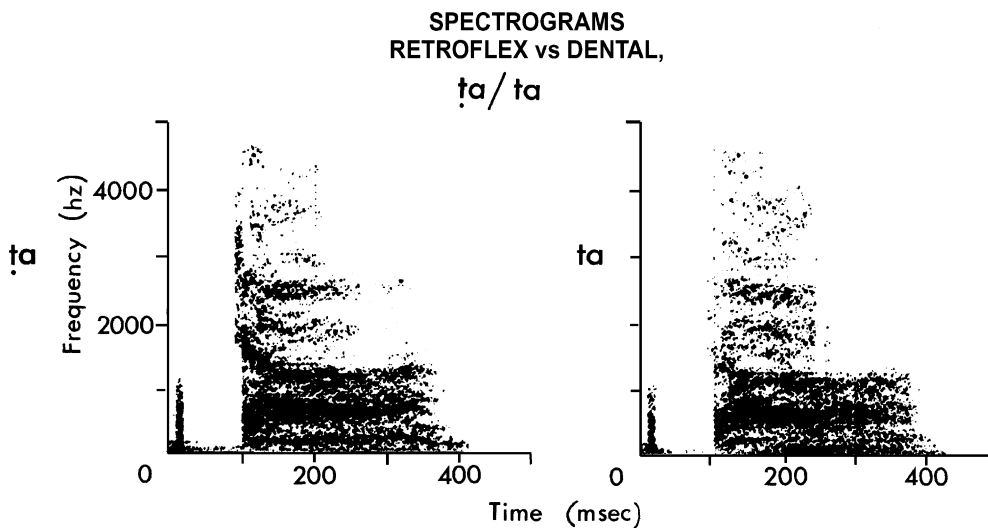 SPECTROGRAMS
RETROFLEX vs DENTAL,
ṭa/ta
ṭa
Frequency (hz)
4000
2000
0
200
400
ta
0
200
400
Time (msec)